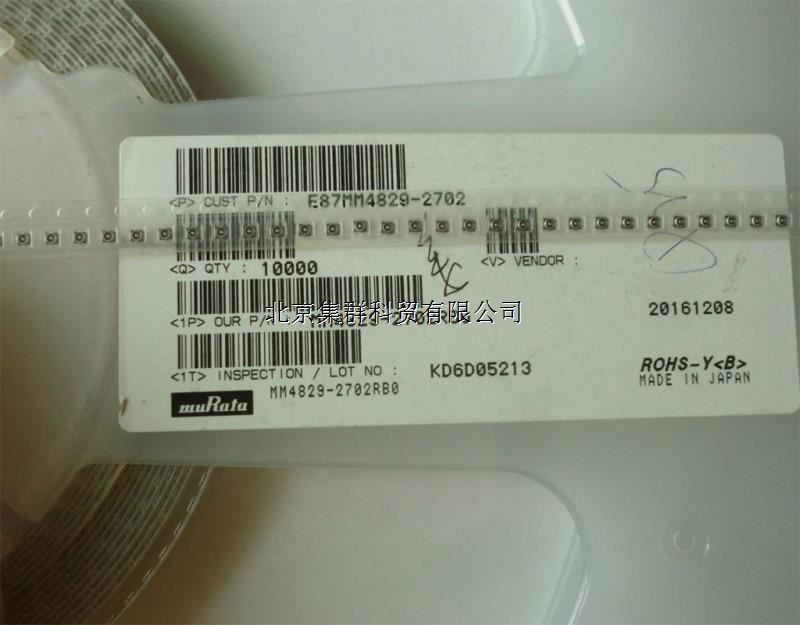 <P> CUST P/N : E87MM4829-2702
<Q> QTY : 10000
<V> VENDOR :
<1P> OUR P/
北京集群科贸有限公司
20161208
<1T> INSPECTION / LOT NO : KD6D05213
ROHS-Y<B>
MADE IN JAPAN
muRata
MM4829-2702RB0